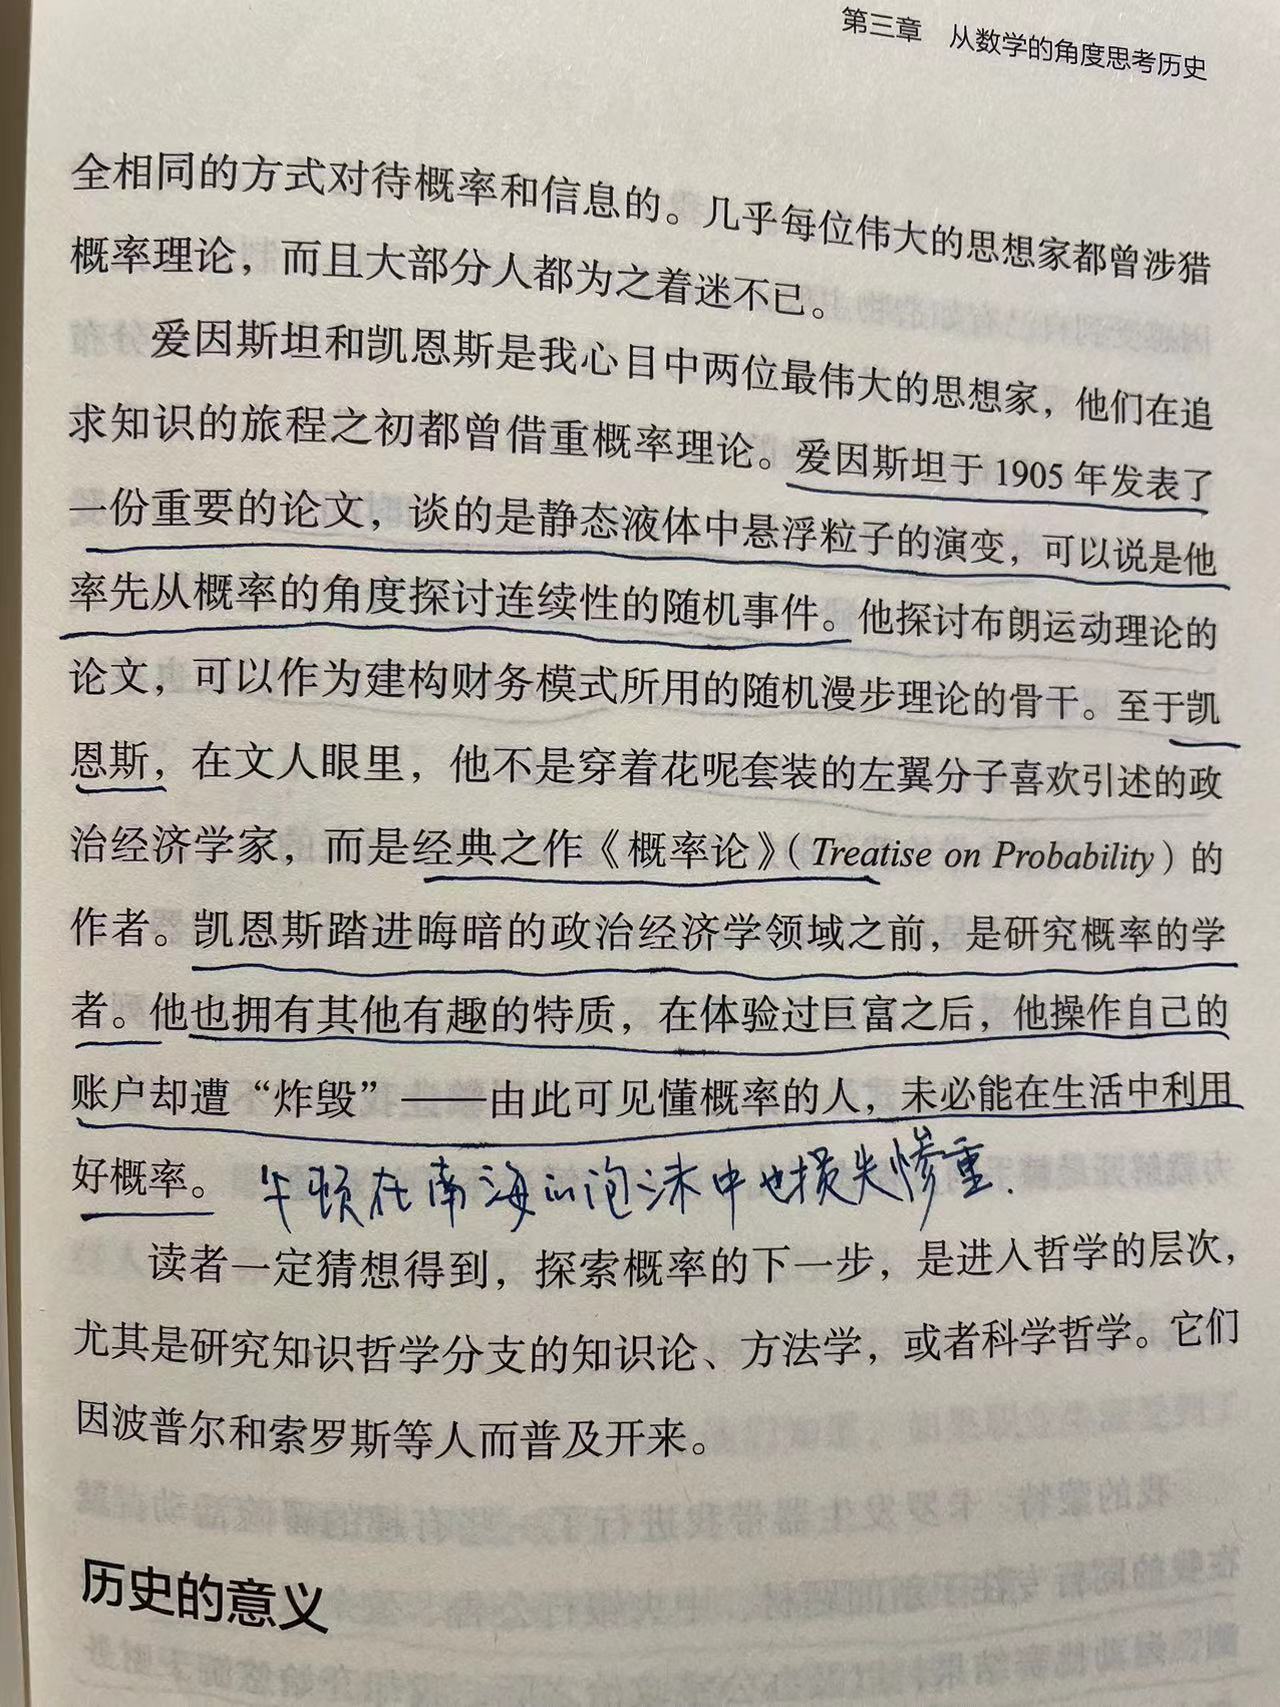 第三章 从数学的角度思考历史
全相同的方式对待概率和信息的。几乎每位伟大的思想家都曾涉猎
概率理论，而且大部分人都为之着迷不已。
爱因斯坦和凯恩斯是我心目中两位最伟大的思想家，他们在追
求知识的旅程之初都曾借重概率理论。爱因斯坦于1905年发表了
一份重要的论文，谈的是静态液体中悬浮粒子的演变，可以说是他
率先从概率的角度探讨连续性的随机事件。他探讨布朗运动理论的
论文，可以作为建构财务模式所用的随机漫步理论的骨干。至于凯
恩斯，在文人眼里，他不是穿着花呢套装的左翼分子喜欢引述的政
治经济学家，而是经典之作《概率论》（Treatise on Probability）的
作者。凯恩斯踏进晦暗的政治经济学领域之前，是研究概率的学
者。他也拥有其他有趣的特质，在体验过巨富之后，他操作自己的
账户却遭“炸毁”——由此可见懂概率的人，未必能在生活中利用
好概率。 牛顿在南海的泡沫中也损失惨重.
读者一定猜想得到，探索概率的下一步，是进入哲学的层次，
尤其是研究知识哲学分支的知识论、方法学，或者科学哲学。它们
因波普尔和索罗斯等人而普及开来。
历史的意义